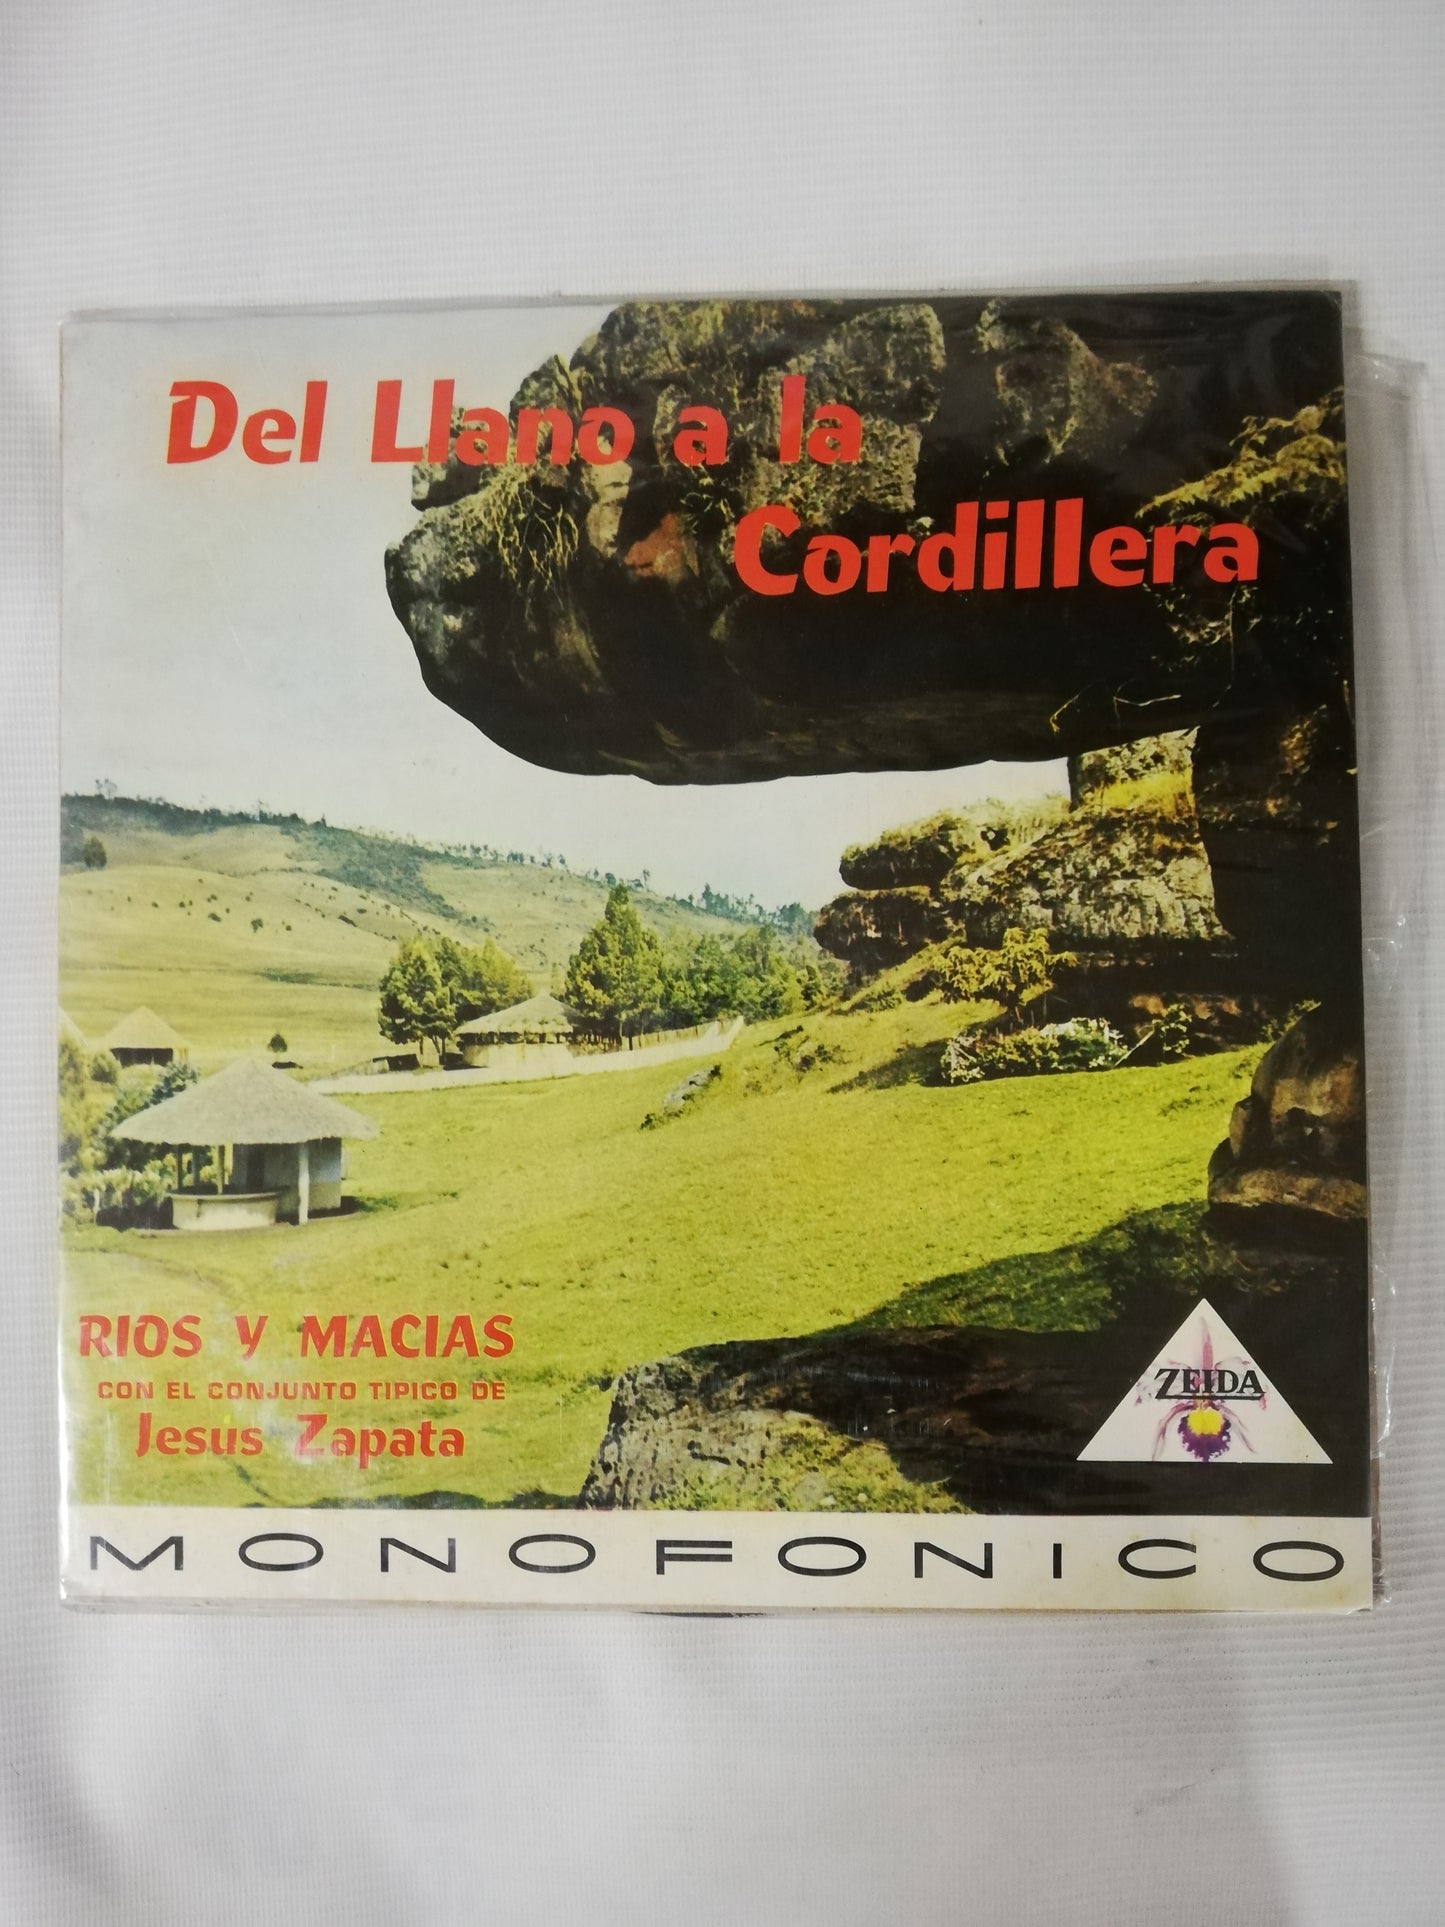 Del Llano a la
Cordillera
RIOS Y MACIAS
CON EL CONJUNTO TIPICO DE
Jesus Zapata
ZEIDA
MONOFONICO